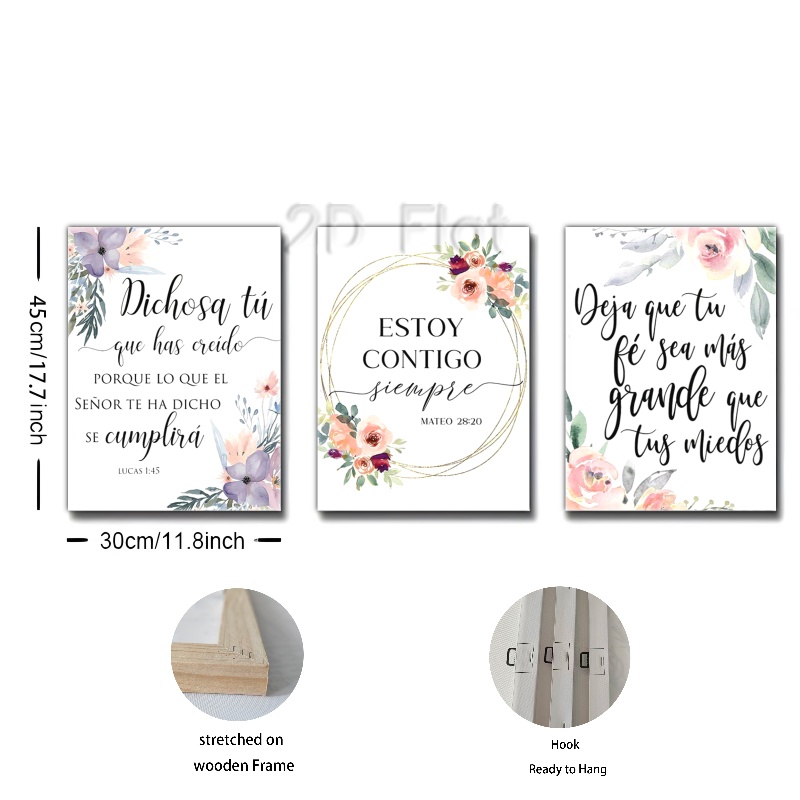 2D Flat
Dichosa tú
que has creído
PORQUE LO QUE EL
SEÑOR TE HA DICHO
SE cumplirá
LUCAS 1:45
ESTOY
CONTIGO
siempre
MATEO 28:20
Deja que tu
fé sea más
grande que
tus miedos
45cm/17.7inch
30cm/11.8inch
stretched on
wooden Frame
Hook
Ready to Hang